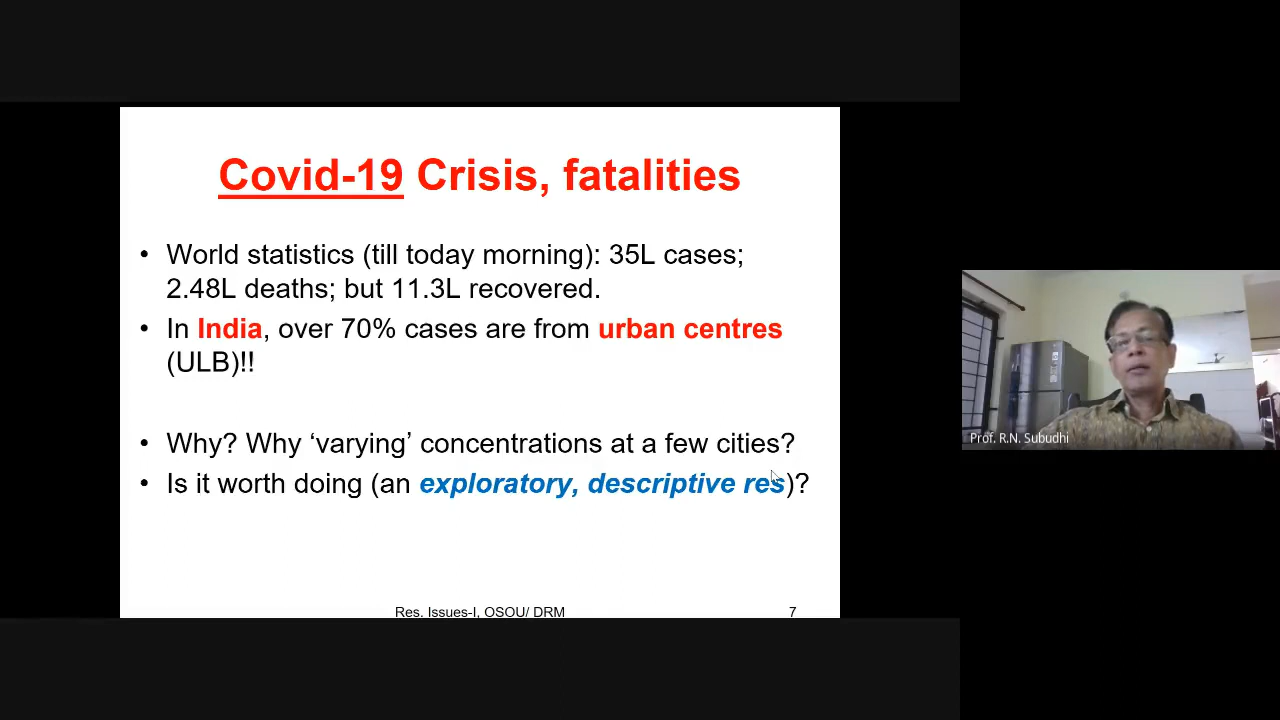 Covid-19 Crisis, fatalities
• World statistics (till today morning): 35L cases;
2.48L deaths; but 11.3L recovered.
• In India, over 70% cases are from urban centres
(ULB)!!
• Why? Why ‘varying’ concentrations at a few cities?
• Is it worth doing (an exploratory, descriptive res)?
Res. Issues-I, OSOU/ DRM
7
Prof. R.N. Subudhi